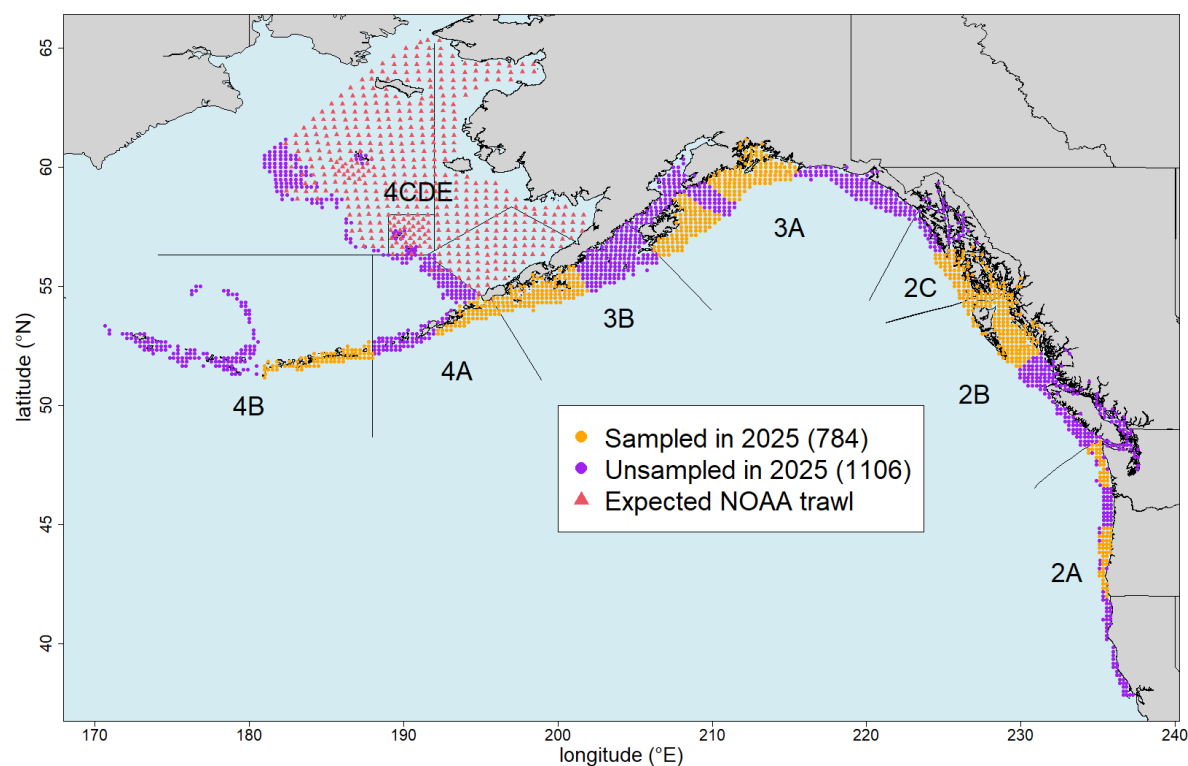 65
60
55
50
45
40
latitude (°N)
4CDE
3A
2C
3B
4A
2B
4B
Sampled in 2025 (784)
Unsampled in 2025 (1106)
Expected NOAA trawl
2A
170
180
190
200
210
220
230
240
longitude (°E)